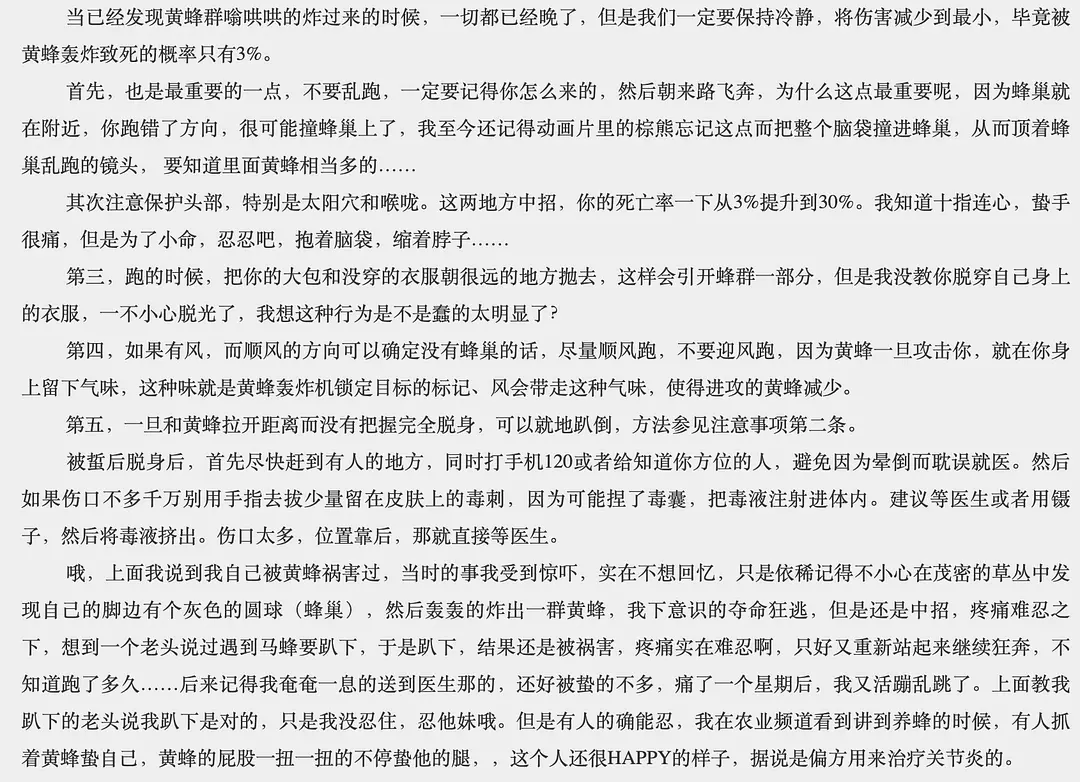 当已经发现黄蜂群嗡哄哄的炸过来的时候，一切都已经晚了，但是我们一定要保持冷静，将伤害减少到最小，毕竟被
黄蜂轰炸致死的概率只有3%。
首先，也是最重要的一点，不要乱跑，一定要记得你怎么来的，然后朝来路飞奔，为什么这点最重要呢，因为蜂巢就
在附近，你跑错了方向，很可能撞蜂巢上了，我至今还记得动画片里的棕熊忘记这点而把整个脑袋撞进蜂巢，从而顶着蜂
巢乱跑的镜头， 要知道里面黄蜂相当多的……
其次注意保护头部，特别是太阳穴和喉咙。这两地方中招，你的死亡率一下从3%提升到30%。我知道十指连心，蛰手
很痛，但是为了小命，忍忍吧，抱着脑袋，缩着脖子……
第三，跑的时候，把你的大包和没穿的衣服朝很远的地方抛去，这样会引开蜂群一部分，但是我没教你脱穿自己身上
的衣服，一不小心脱光了，我想这种行为是不是蠢的太明显了?
第四，如果有风，而顺风的方向可以确定没有蜂巢的话，尽量顺风跑，不要迎风跑，因为黄蜂一旦攻击你，就在你身
上留下气味，这种味就是黄蜂轰炸机锁定目标的标记、风会带走这种气味，使得进攻的黄蜂减少。
第五，一旦和黄蜂拉开距离而没有把握完全脱身，可以就地趴倒，方法参见注意事项第二条。
被蜇后脱身后，首先尽快赶到有人的地方，同时打手机120或者给知道你方位的人，避免因为晕倒而耽误就医。然后
如果伤口不多千万别用手指去拔少量留在皮肤上的毒刺，因为可能捏了毒囊，把毒液注射进体内。建议等医生或者用镊
子，然后将毒液挤出。伤口太多，位置靠后，那就直接等医生。
哦，上面我说到我自己被黄蜂祸害过，当时的事我受到惊吓，实在不想回忆，只是依稀记得不小心在茂密的草丛中发
现自己的脚边有个灰色的圆球（蜂巢），然后轰轰的炸出一群黄蜂，我下意识的夺命狂逃，但是还是中招，疼痛难忍之
下，想到一个老头说过遇到马蜂要趴下，于是趴下，结果还是被祸害，疼痛实在难忍啊，只好又重新站起来继续狂奔，不
知道跑了多久……后来记得我奄奄一息的送到医生那的，还好被蛰的不多，痛了一个星期后，我又活蹦乱跳了。上面教我
趴下的老头说我趴下是对的，只是我没忍住，忍他妹哦。但是有人的确能忍，我在农业频道看到讲到养蜂的时候，有人抓
着黄蜂蛰自己，黄蜂的屁股一扭一扭的不停蛰他的腿，，这个人还很HAPPY的样子，据说是偏方用来治疗关节炎的。